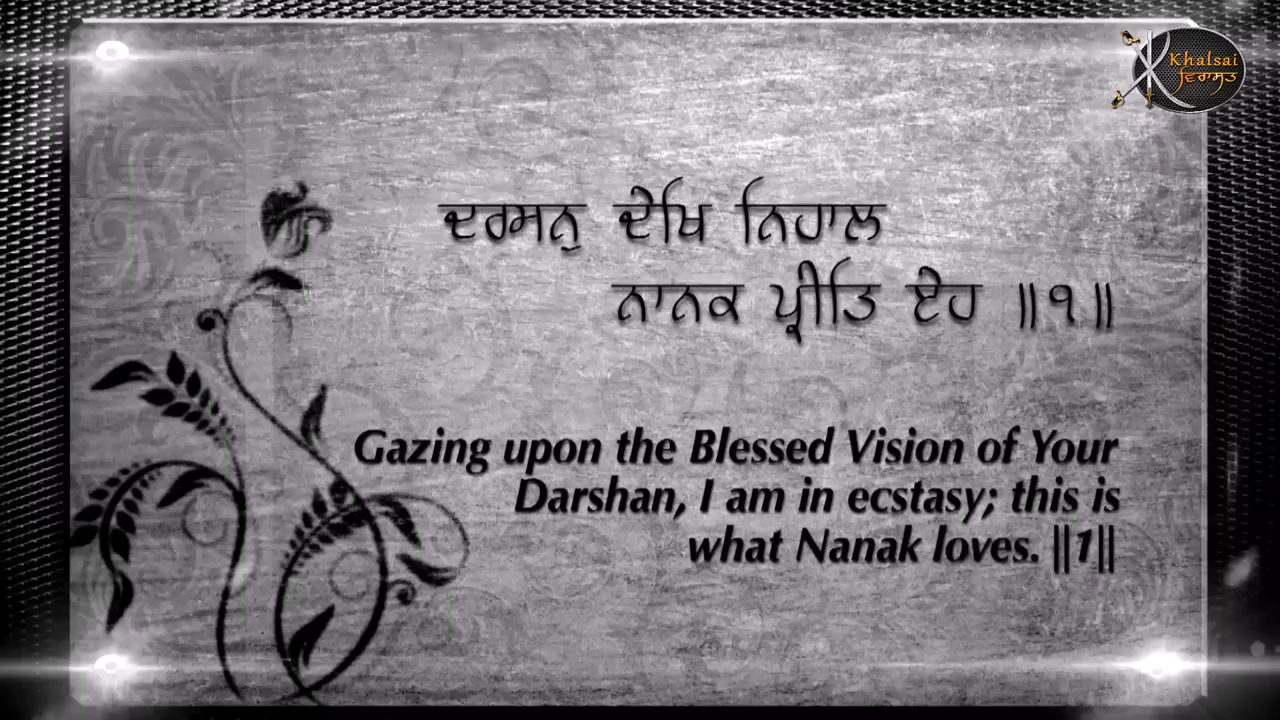 Khalsai
ਵਿਰਾਸਤ
ਦਰਸਨੁ ਦੇਖਿ ਨਿਹਾਲ
ਨਾਨਕ ਪ੍ਰੀਤਿ ਏਹ ॥੧॥
Gazing upon the Blessed Vision of Your
Darshan, I am in ecstasy; this is
what Nanak loves. ||1||